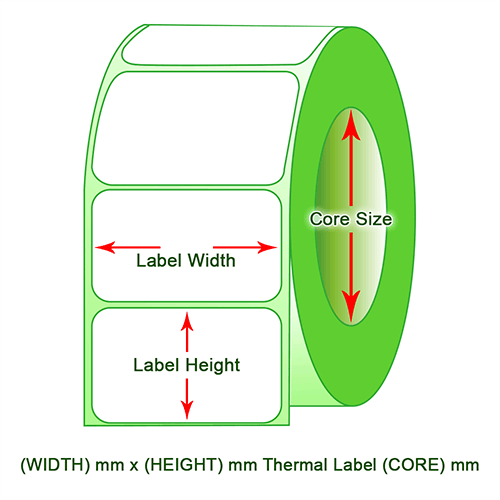 Core Size
Label Width
Label Height
(WIDTH) mm x (HEIGHT) mm Thermal Label (CORE) mm